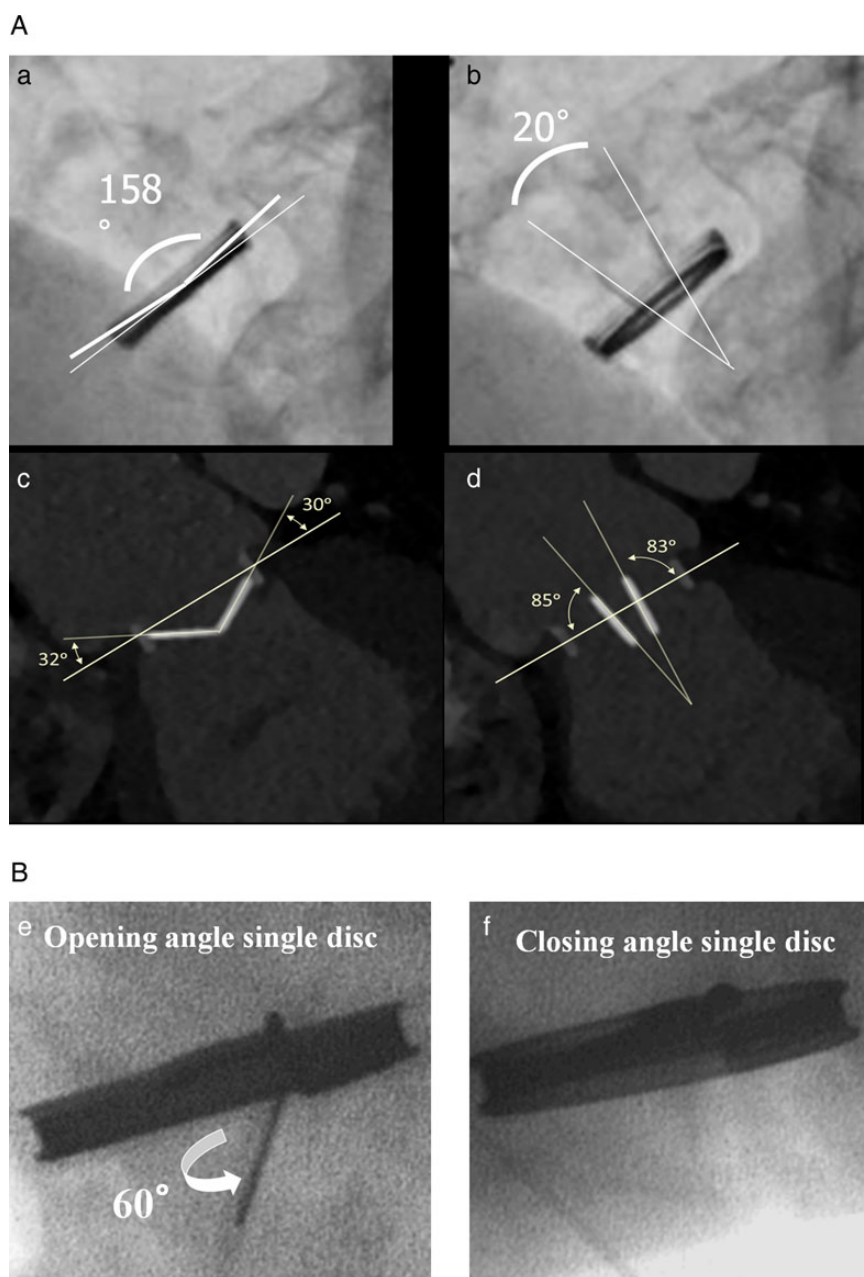 A
a
158
°
b
20°
c
30°
32°
d
83°
85°
B
e
Opening angle single disc
60°
f
Closing angle single disc